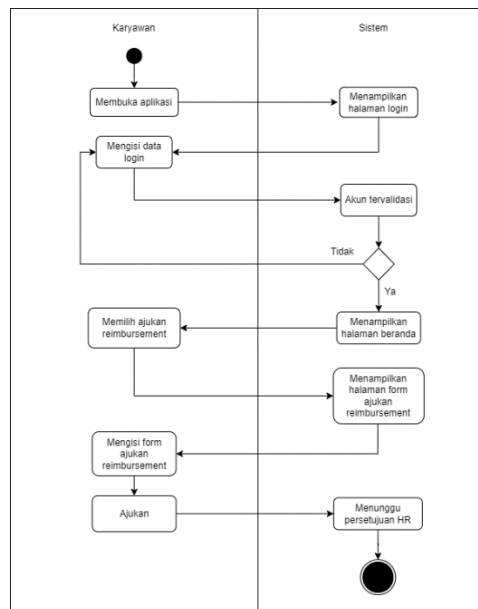 Karyawan
Sistem
Membuka aplikasi
Menampilkan
halaman login
Mengisi data
login
Akun tervalidasi
Tidak
Ya
Menampilkan
halaman beranda
Memilih ajukan
reimbursement
Menampilkan
halaman form
ajukan
reimbursement
Mengisi form
ajukan
reimbursement
Ajukan
Menunggu
persetujuan HR